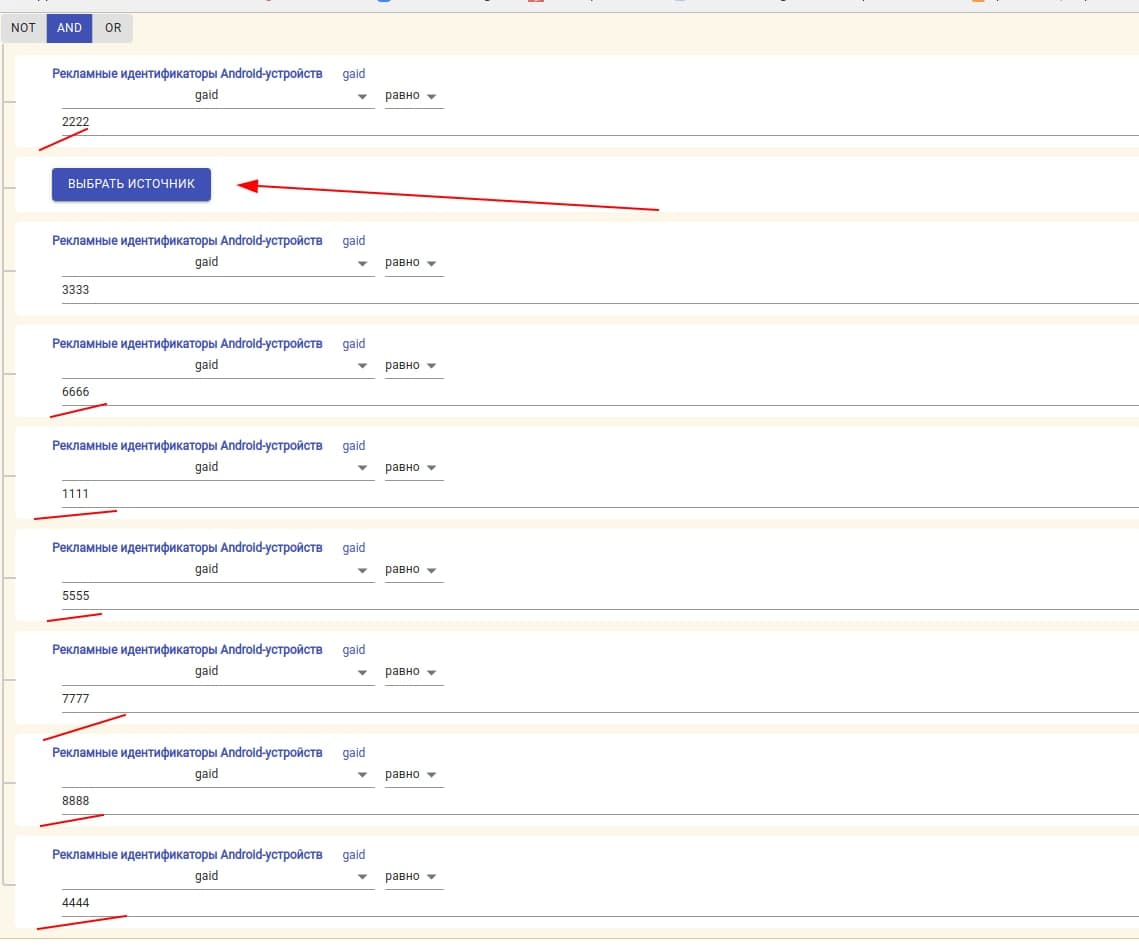 NOT AND OR
Рекламные идентификаторы Android-устройств gaid
gaid равно
2222
ВЫБРАТЬ ИСТОЧНИК
Рекламные идентификаторы Android-устройств gaid
gaid равно
3333
Рекламные идентификаторы Android-устройств gaid
gaid равно
6666
Рекламные идентификаторы Android-устройств gaid
gaid равно
1111
Рекламные идентификаторы Android-устройств gaid
gaid равно
5555
Рекламные идентификаторы Android-устройств gaid
gaid равно
7777
Рекламные идентификаторы Android-устройств gaid
gaid равно
8888
Рекламные идентификаторы Android-устройств gaid
gaid равно
4444